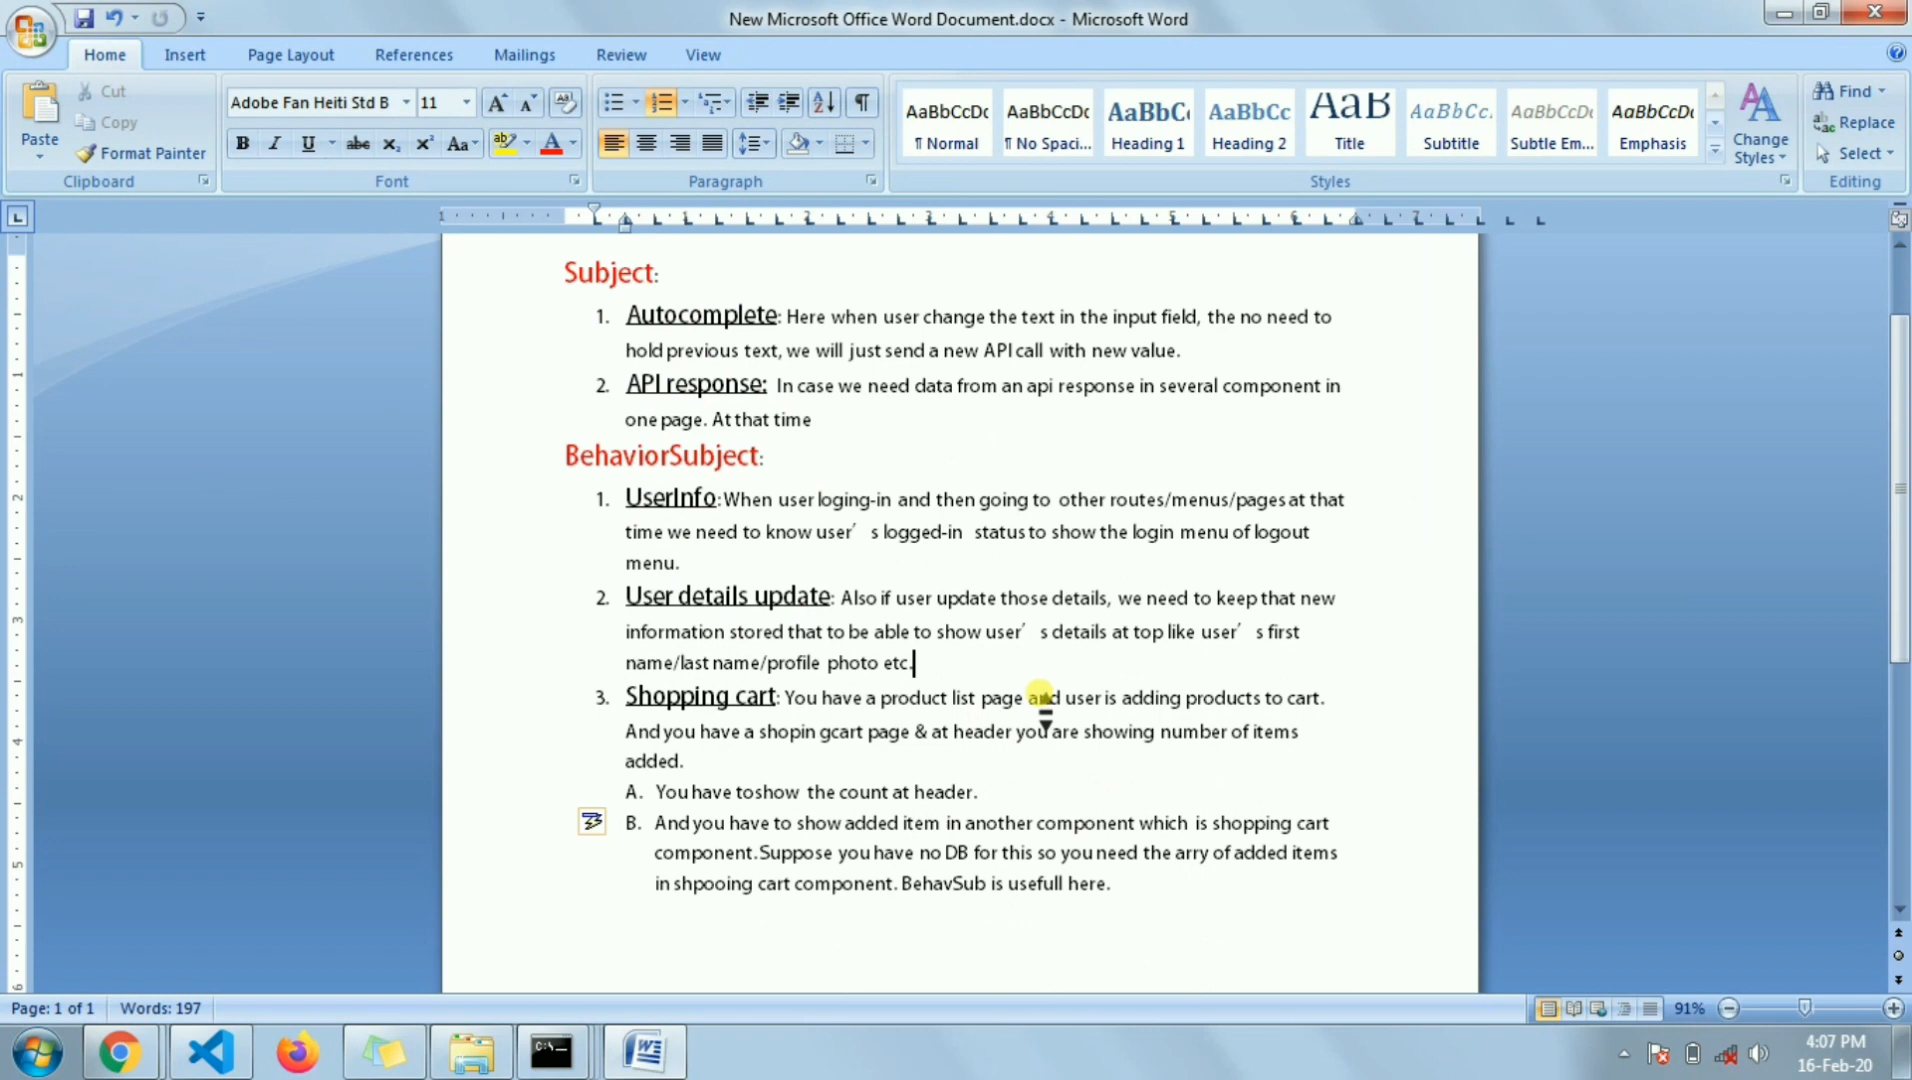 New Microsoft Office Word Document.docx - Microsoft Word
Home Insert Page Layout References Mailings Review View
Paste
Cut
Copy
Format Painter
Clipboard
Adobe Fan Heiti Std B 11
Font
Paragraph
AaBbCcDc AaBbCcDc AaBbC AaBbCc AaB AaBbCc. AaBbCcDc AaBbCcDc
¶ Normal ¶ No Spaci... Heading 1 Heading 2 Title Subtitle Subtle Em... Emphasis
Change
Styles
Styles
Find
Replace
Select
Editing
Subject:
1. Autocomplete: Here when user change the text in the input field, the no need to
hold previous text, we will just send a new API call with new value.
2. API response: In case we need data from an api response in several component in
one page. At that time
BehaviorSubject:
1. UserInfo:When user loging-in and then going to other routes/menus/pages at that
time we need to know user’ s logged-in status to show the login menu of logout
menu.
2. User details update: Also if user update those details, we need to keep that new
information stored that to be able to show user’ s details at top like user’ s first
name/last name/profile photo etc.
3. Shopping cart: You have a product list page and user is adding products to cart.
And you have a shopin gcart page & at header you are showing number of items
added.
A. You have toshow the count at header.
B. And you have to show added item in another component which is shopping cart
component.Suppose you have no DB for this so you need the arry of added items
in shpooing cart component. BehavSub is usefull here.
Page: 1 of 1 Words: 197
91%
4:07 PM
16-Feb-20